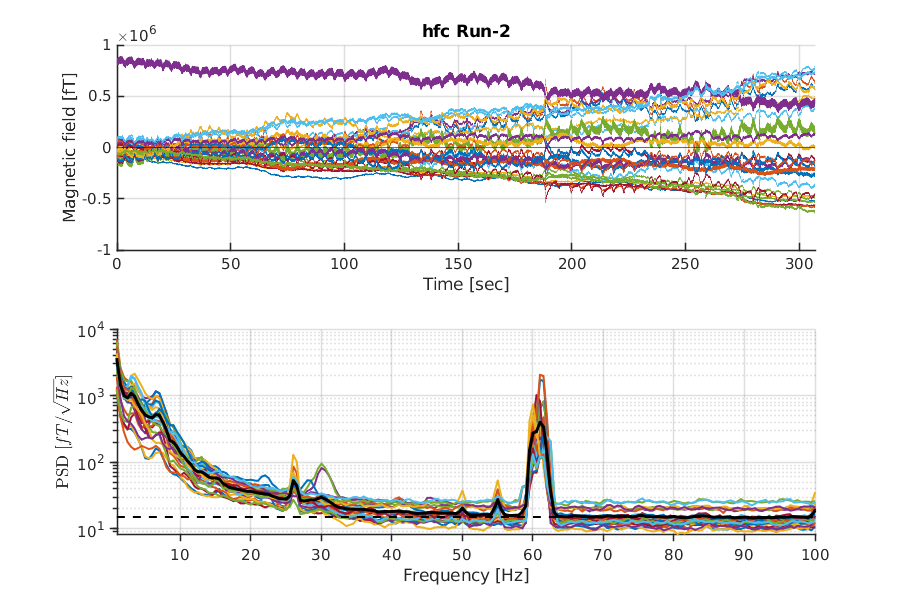 hfc Run-2
×10^6
Magnetic field [fT]
1
0.5
0
-0.5
-1
0 50 100 150 200 250 300
Time [sec]
PSD [fT/√Hz]
10^4
10^3
10^2
10^1
10 20 30 40 50 60 70 80 90 100
Frequency [Hz]